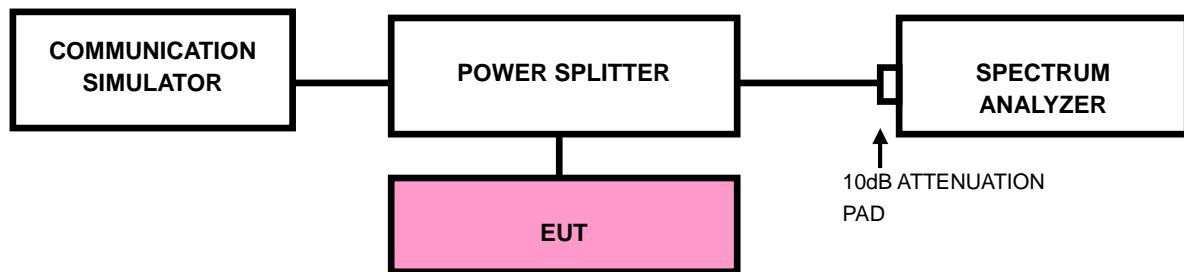 COMMUNICATION
SIMULATOR
POWER SPLITTER
SPECTRUM
ANALYZER
10dB ATTENUATION
PAD
EUT